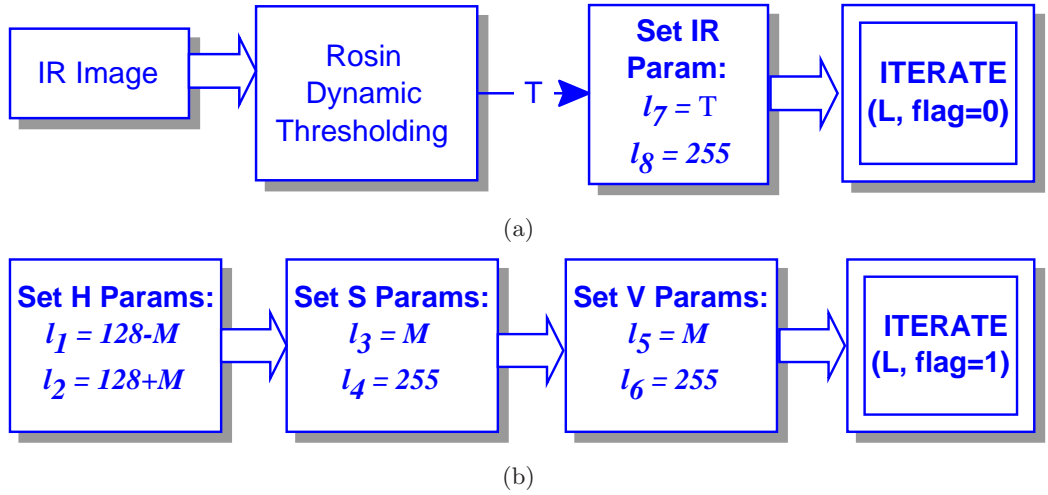 IR Image
Rosin
Dynamic
Thresholding
T
Set IR
Param:
l7 = T
l8 = 255
ITERATE
(L, flag=0)
(a)
Set H Params:
l1 = 128-M
l2 = 128+M
Set S Params:
l3 = M
l4 = 255
Set V Params:
l5 = M
l6 = 255
ITERATE
(L, flag=1)
(b)